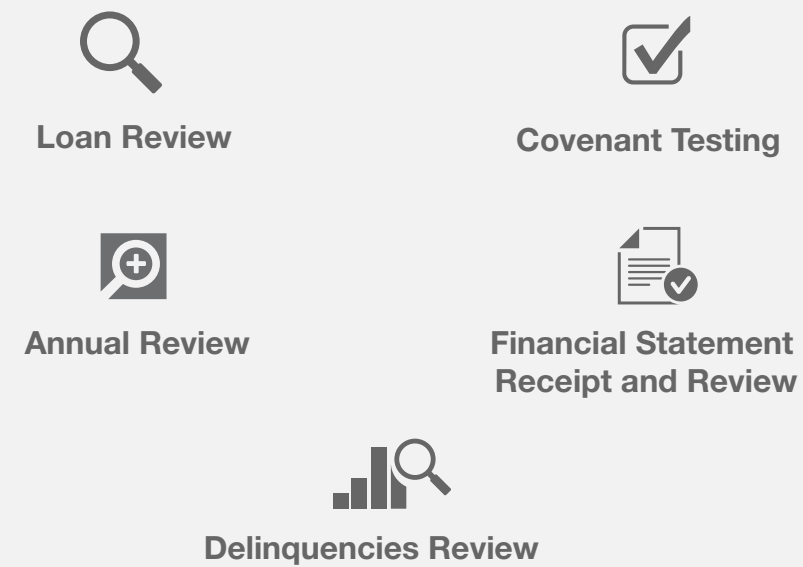 Loan Review
Covenant Testing
Annual Review
Financial Statement
Receipt and Review
Delinquencies Review